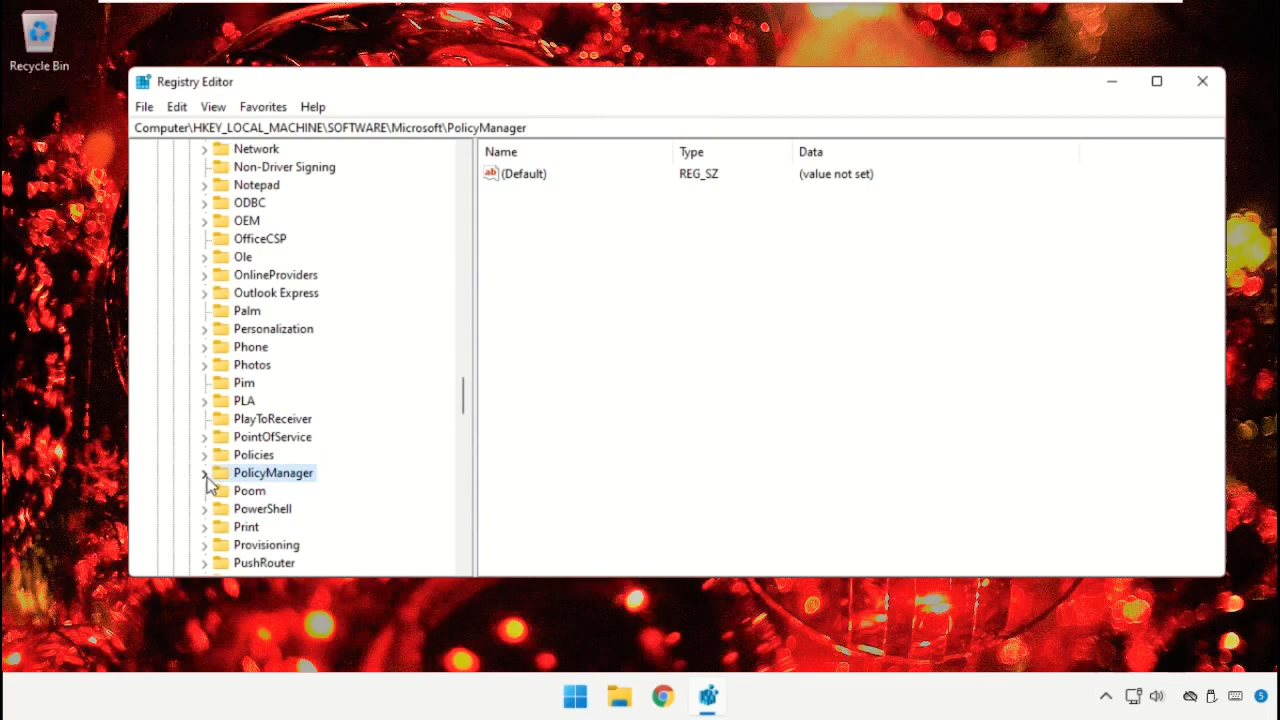 Recycle Bin
Registry Editor
File Edit View Favorites Help
Computer\HKEY_LOCAL_MACHINE\SOFTWARE\Microsoft\PolicyManager
Network
Non-Driver Signing
Notepad
ODBC
OEM
OfficeCSP
Ole
OnlineProviders
Outlook Express
Palm
Personalization
Phone
Photos
Pim
PLA
PlayToReceiver
PointOfService
Policies
PolicyManager
Poom
PowerShell
Print
Provisioning
PushRouter
Name Type Data
ab (Default) REG_SZ (value not set)
5